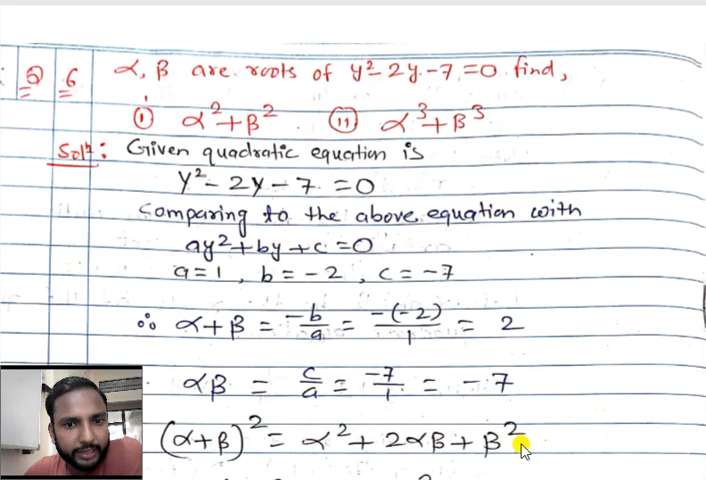 Q 6 α, β are roots of y² - 2y - 7 = 0 find,
(i) α² + β² (ii) α³ + β³
Solⁿ: Given quadratic equation is
y² - 2y - 7 = 0
Comparing to the above equation with
ay² + by + c = 0
a = 1, b = -2, c = -7
∴ α + β = -b/a = -(-2)/1 = 2
αβ = c/a = -7/1 = -7
(α + β)² = α² + 2αβ + β²